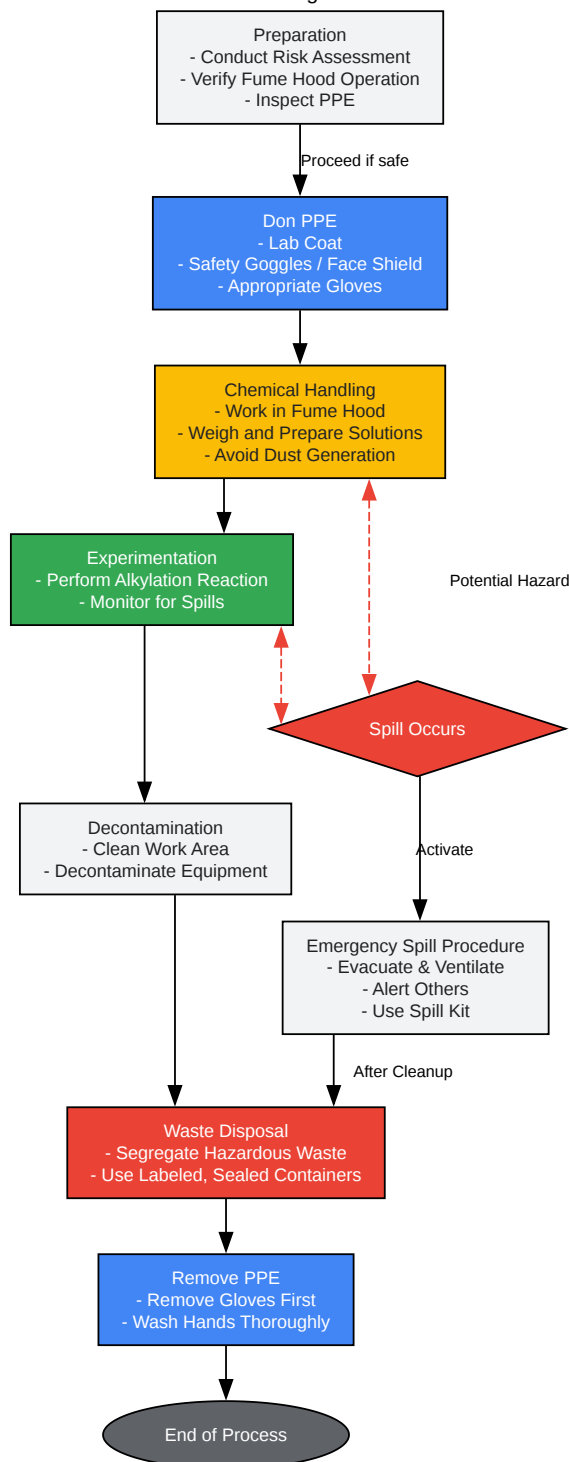 Preparation
- Conduct Risk Assessment
- Verify Fume Hood Operation
- Inspect PPE
Proceed if safe
Don PPE
- Lab Coat
- Safety Goggles / Face Shield
- Appropriate Gloves
Chemical Handling
- Work in Fume Hood
- Weigh and Prepare Solutions
- Avoid Dust Generation
Experimentation
- Perform Alkylation Reaction
- Monitor for Spills
Potential Hazard
Spill Occurs
Decontamination
- Clean Work Area
- Decontaminate Equipment
Activate
Emergency Spill Procedure
- Evacuate & Ventilate
- Alert Others
- Use Spill Kit
After Cleanup
Waste Disposal
- Segregate Hazardous Waste
- Use Labeled, Sealed Containers
Remove PPE
- Remove Gloves First
- Wash Hands Thoroughly
End of Process